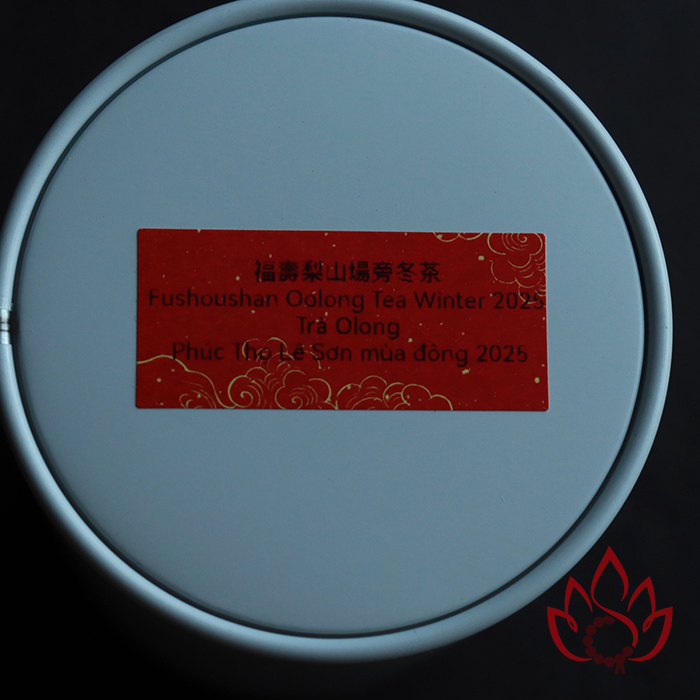 福壽梨山場旁冬茶
Fushoushan Oolong Tea Winter 2025
Trà Olong
Phúc Thọ Lê Sơn mùa đông 2025